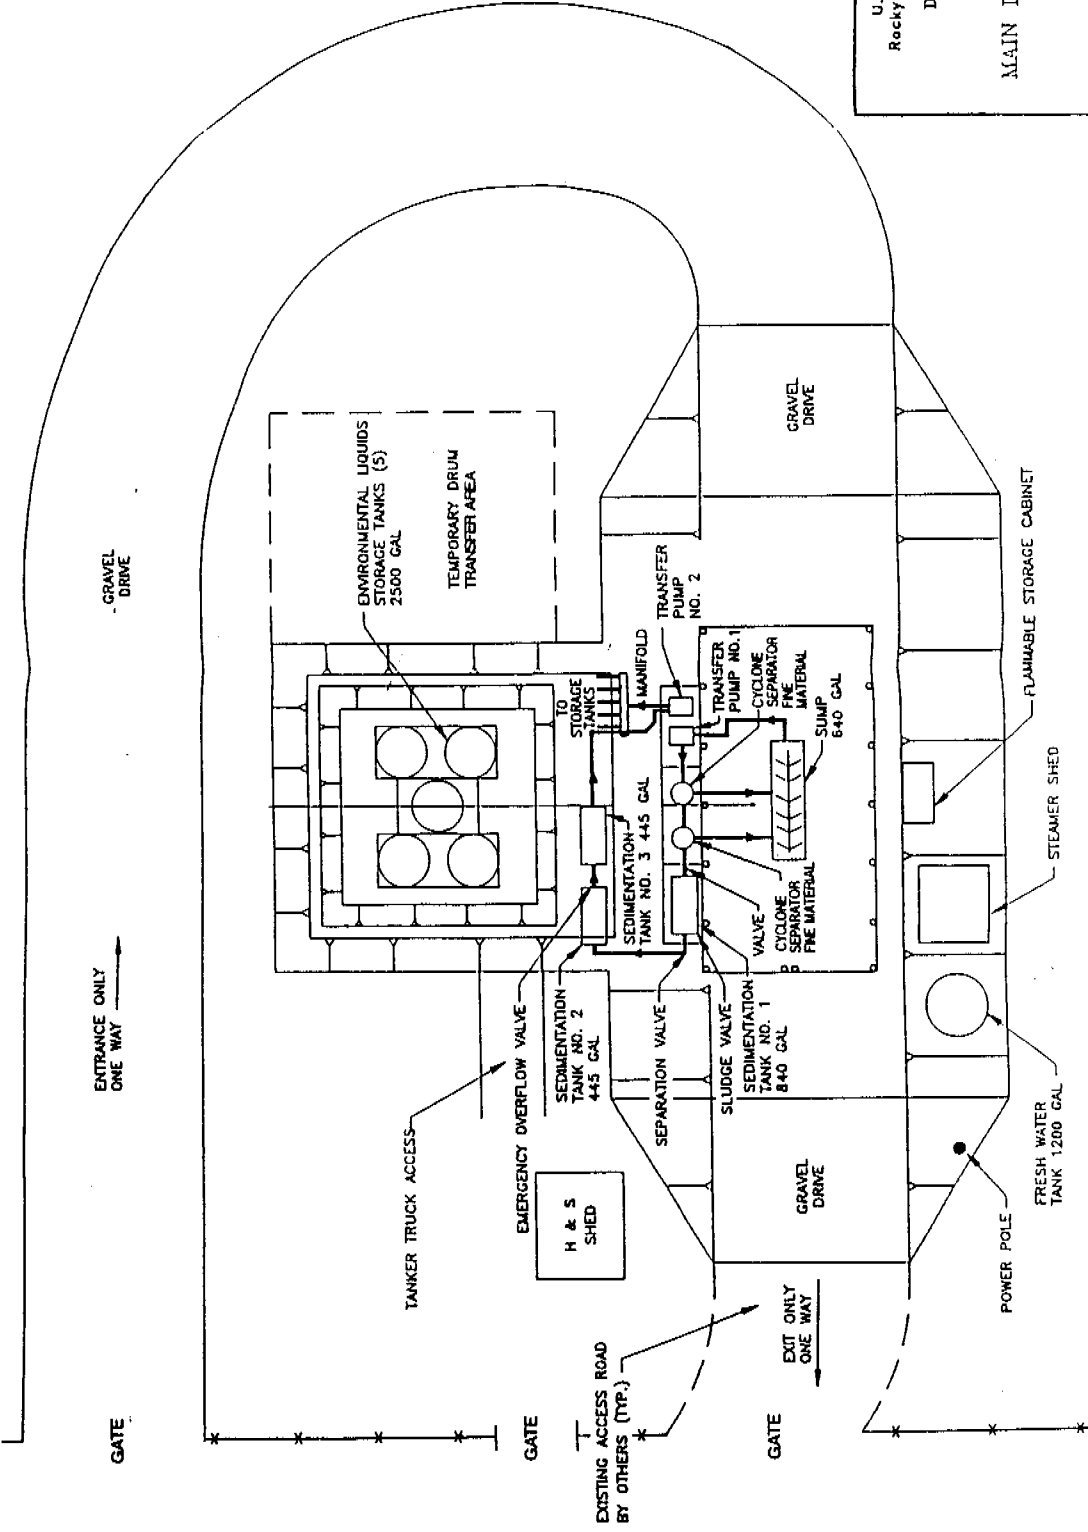 U.
Rocky
D
MAIN
GATE
ENTRANCE ONLY
ONE WAY
GRAVEL
DRIVE
TANKER TRUCK ACCESS
ENVIRONMENTAL LIQUIDS
STORAGE TANKS (5)
2500 GAL
TEMPORARY DRUM
TRANSFER AREA
EMERGENCY OVERFLOW VALVE
SEDIMENTATION
TANK NO. 2
445 GAL
H & S
SHED
GATE
TO
STORAGE
TANKS
MANIFOLD
TRANSFER
PUMP
NO. 2
SEDIMENTATION
TANK NO. 3 445 GAL
TRANSFER
PUMP NO.1
CYCLONE
SEPARATOR
FINE
MATERIAL
SUMP
640 GAL
SEPARATION VALVE
SLUDGE VALVE
SEDIMENTATION
TANK NO. 1
840 GAL
VALVE
CYCLONE
SEPARATOR
FINE MATERIAL
EXISTING ACCESS ROAD
BY OTHERS (TYP.)
GATE
EXIT ONLY
ONE WAY
GRAVEL
DRIVE
GRAVEL
DRIVE
POWER POLE
FRESH WATER
TANK 1200 GAL
STEAMER SHED
FLAMMABLE STORAGE CABINET